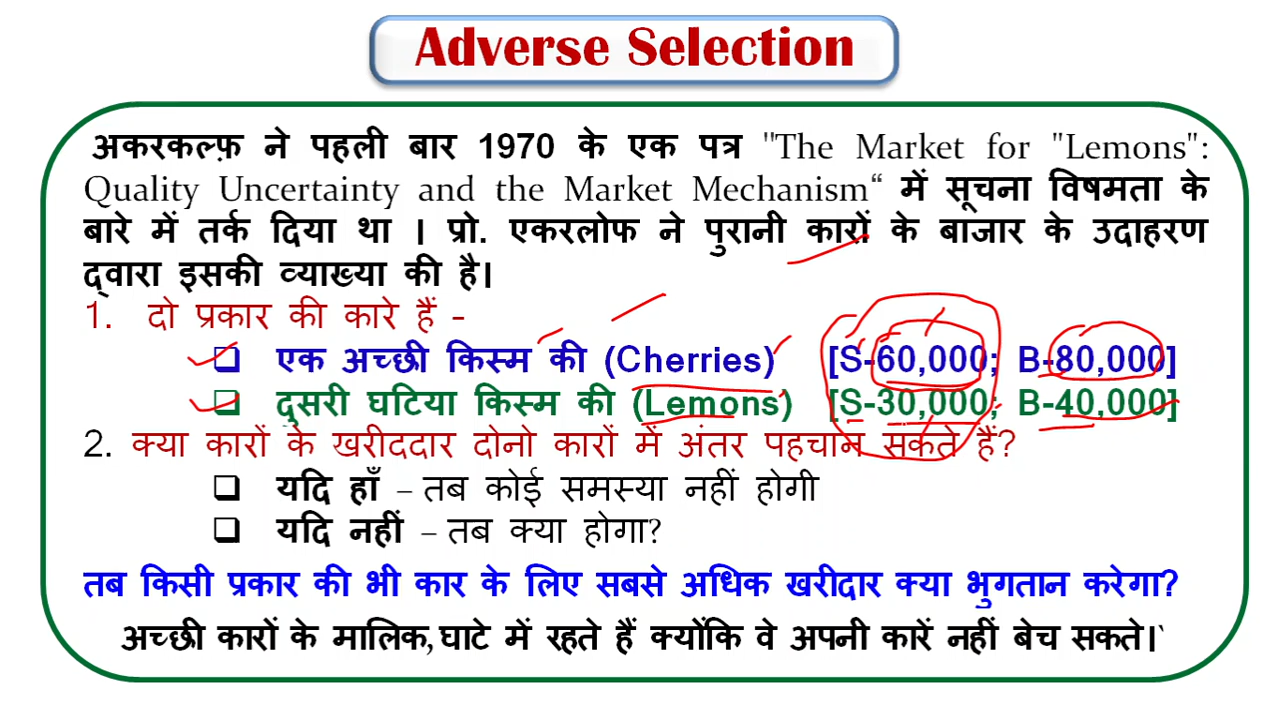 Adverse Selection
अकरकल्फ़ ने पहली बार 1970 के एक पत्र "The Market for "Lemons":
Quality Uncertainty and the Market Mechanism“ में सूचना विषमता के
बारे में तर्क दिया था । प्रो. एकरलोफ ने पुरानी कारों के बाजार के उदाहरण
द्वारा इसकी व्याख्या की है।
1. दो प्रकार की कारे हैं -
❑ एक अच्छी किस्म की (Cherries) [S-60,000; B-80,000]
❑ दुसरी घटिया किस्म की (Lemons) [S-30,000; B-40,000]
2. क्या कारों के खरीददार दोनो कारों में अंतर पहचान सकते हैं?
❑ यदि हाँ – तब कोई समस्या नहीं होगी
❑ यदि नहीं – तब क्या होगा?
तब किसी प्रकार की भी कार के लिए सबसे अधिक खरीदार क्या भुगतान करेगा?
अच्छी कारों के मालिक,घाटे में रहते हैं क्योंकि वे अपनी कारें नहीं बेच सकते।`